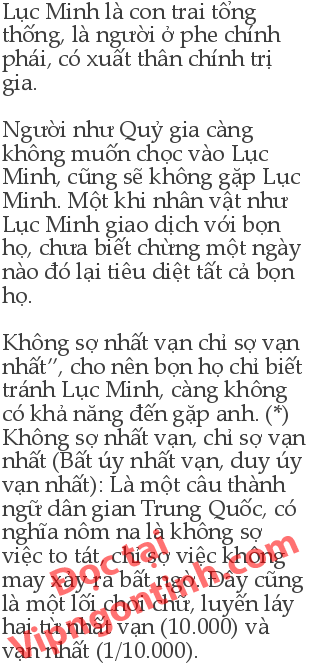 Lục Minh là con trai tổng
thống, là người ở phe chính
phái, có xuất thân chính trị
gia.
Người như Quỷ gia càng
không muốn chọc vào Lục
Minh, cũng sẽ không gặp Lục
Minh. Một khi nhân vật như
Lục Minh giao dịch với bọn
họ, chưa biết chừng một ngày
nào đó lại tiêu diệt tất cả bọn
họ.
Không sợ nhất vạn chỉ sợ vạn
nhất”, cho nên bọn họ chỉ biết
tránh Lục Minh, càng không
có khả năng đến gặp anh. (*)
Không sợ nhất vạn, chỉ sợ vạn
nhất (Bất úy nhất vạn, duy úy
vạn nhất): Là một câu thành
ngữ dân gian Trung Quốc, có
nghĩa nôm na là không sợ
việc to tát, chỉ sợ việc không
may xảy ra bất ngờ. Đây cũng
là một lối chơi chữ, luyến láy
hai từ nhất vạn (10.000) và
vạn nhất (1/10.000).
Đọc tại
Vipngontinh.com